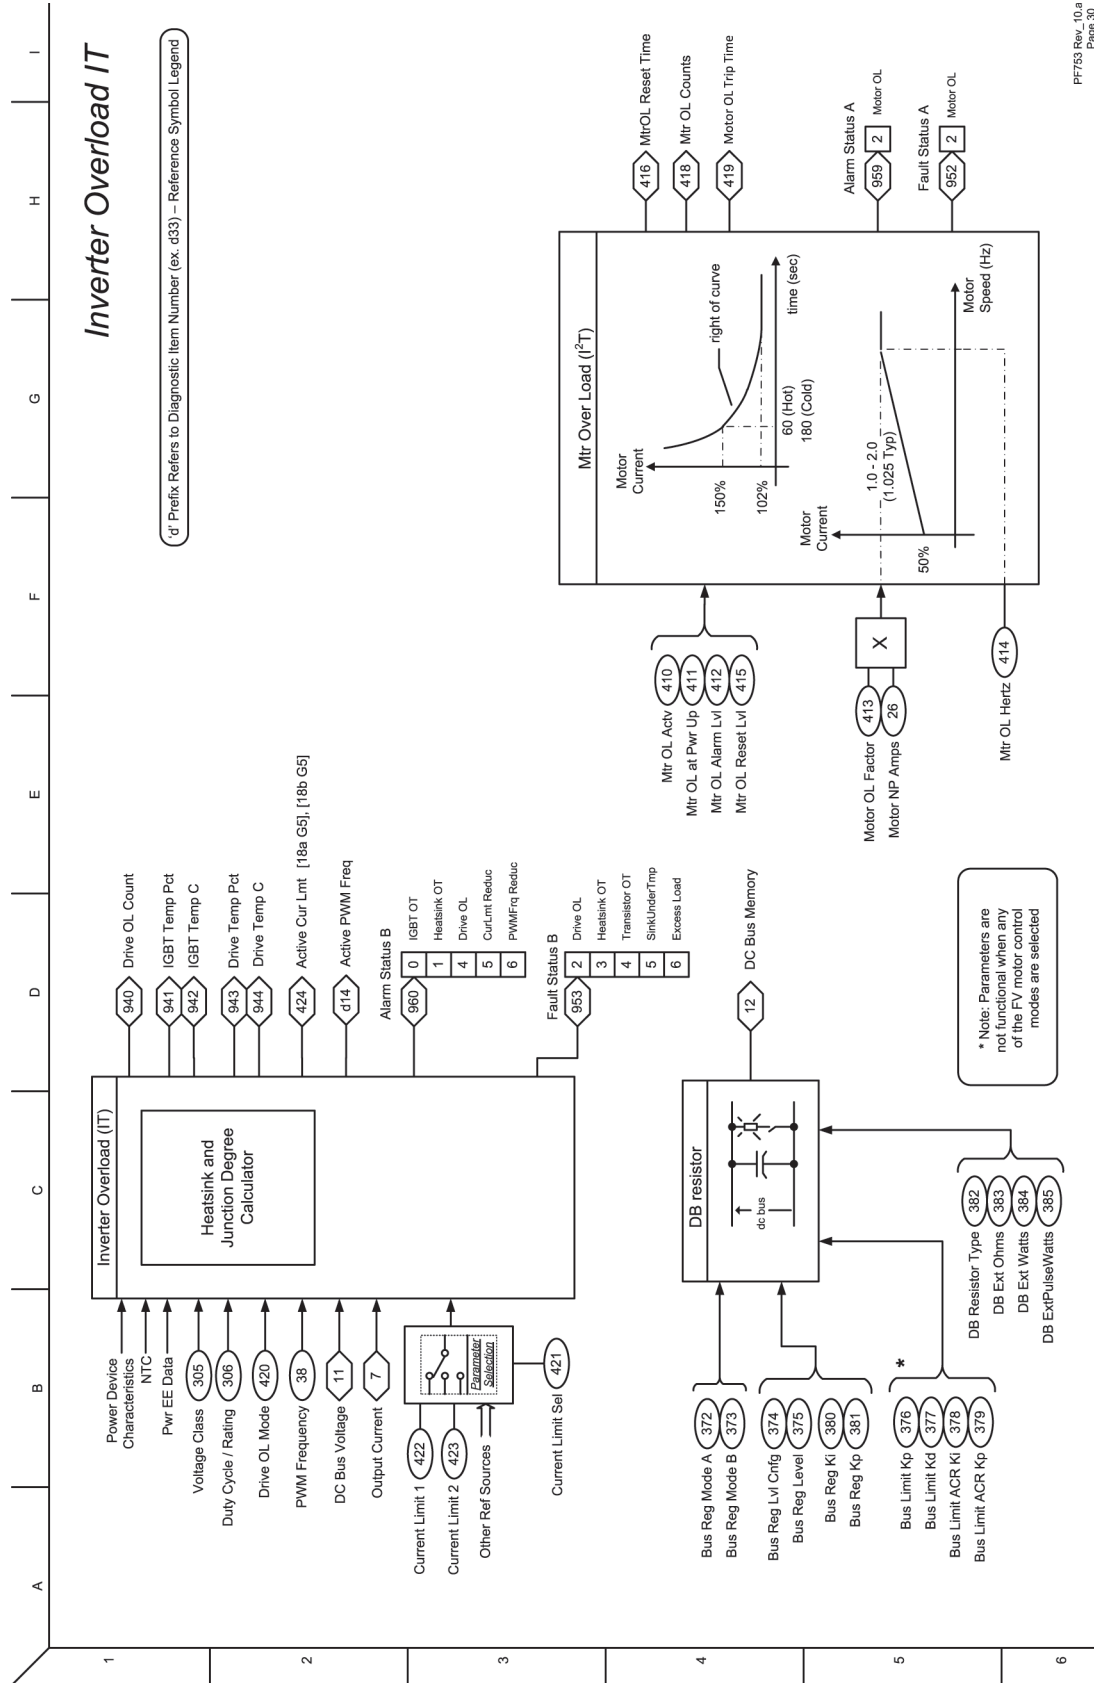 A
B
C
D
E
F
G
H
I
1
2
3
4
5
6
Inverter Overload IT
'd' Prefix Refers to Diagnostic Item Number (ex. d33) – Reference Symbol Legend
Inverter Overload (IT)
Heatsink and
Junction Degree
Calculator
Power Device
Characteristics
NTC
Pwr EE Data
Voltage Class 305
Duty Cycle / Rating 306
Drive OL Mode 420
PWM Frequency 38
DC Bus Voltage 11
Output Current 7
Current Limit 1 422
Current Limit 2 423
Other Ref Sources
Parameter
Selection
Current Limit Sel 421
940 Drive OL Count
941 IGBT Temp Pct
942 IGBT Temp C
943 Drive Temp Pct
944 Drive Temp C
424 Active Cur Lmt [18a G5], [18b G5]
d14 Active PWM Freq
Alarm Status B
960 0 IGBT OT
1 Heatsink OT
4 Drive OL
5 CurLmt Reduc
6 PWMFrq Reduc
Fault Status B
953 2 Drive OL
3 Heatsink OT
4 Transistor OT
5 SinkUnderTmp
6 Excess Load
DB resistor
dc bus
12 DC Bus Memory
Bus Reg Mode A 372
Bus Reg Mode B 373
Bus Reg Lvl Cnfg 374
Bus Reg Level 375
Bus Reg Ki 380
Bus Reg Kp 381
*
Bus Limit Kp 376
Bus Limit Kd 377
Bus Limit ACR Ki 378
Bus Limit ACR Kp 379
DB Resistor Type 382
DB Ext Ohms 383
DB Ext Watts 384
DB ExtPulseWatts 385
* Note: Parameters are
not functional when any
of the FV motor control
modes are selected
Mtr Over Load (I²T)
Mtr OL Actv 410
Mtr OL at Pwr Up 411
Mtr OL Alarm Lvl 412
Mtr OL Reset Lvl 415
Motor OL Factor 413
Motor NP Amps 26
X
Mtr OL Hertz 414
Motor
Current
150%
102%
right of curve
60 (Hot)
180 (Cold)
time (sec)
Motor
Current
1.0 - 2.0
(1.025 Typ)
50%
Motor
Speed (Hz)
416 MtrOL Reset Time
418 Mtr OL Counts
419 Motor OL Trip Time
Alarm Status A
959 2 Motor OL
Fault Status A
952 2 Motor OL
PF753 Rev_10.a
Page 30